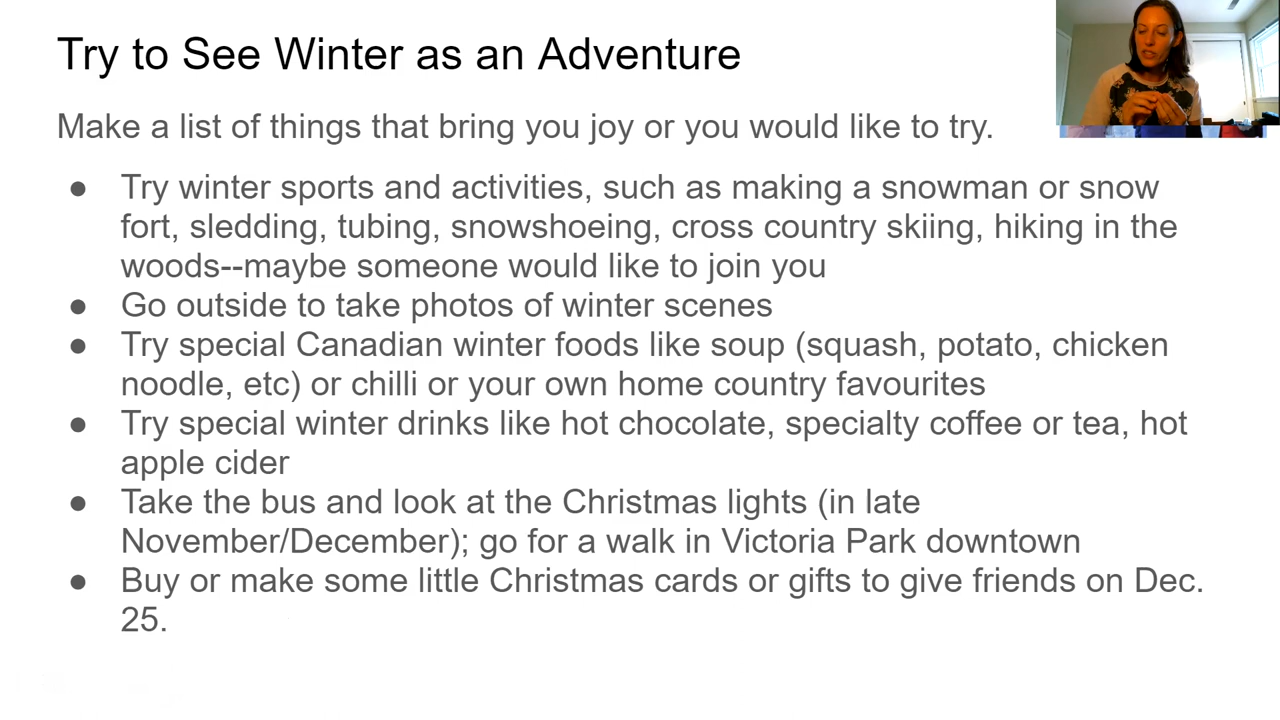 Try to See Winter as an Adventure
Make a list of things that bring you joy or you would like to try.
● Try winter sports and activities, such as making a snowman or snow
fort, sledding, tubing, snowshoeing, cross country skiing, hiking in the
woods--maybe someone would like to join you
● Go outside to take photos of winter scenes
● Try special Canadian winter foods like soup (squash, potato, chicken
noodle, etc) or chilli or your own home country favourites
● Try special winter drinks like hot chocolate, specialty coffee or tea, hot
apple cider
● Take the bus and look at the Christmas lights (in late
November/December); go for a walk in Victoria Park downtown
● Buy or make some little Christmas cards or gifts to give friends on Dec.
25.